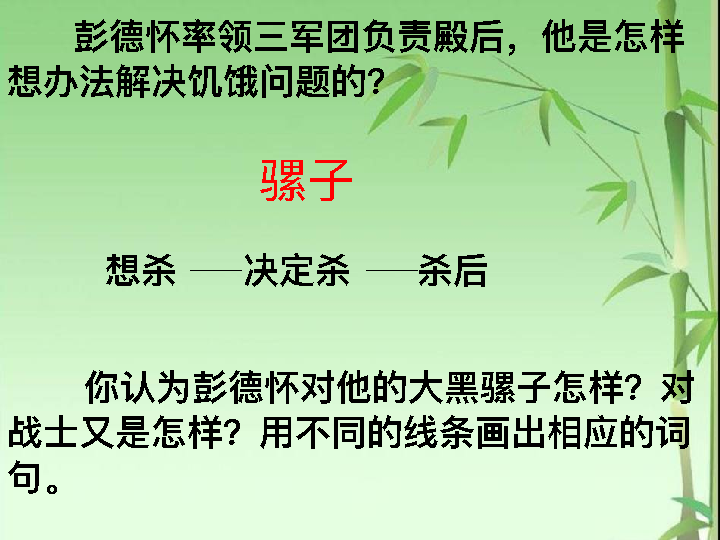 彭德怀率领三军团负责殿后，他是怎样
想办法解决饥饿问题的？
骡子
想杀 ——决定杀 ——杀后
你认为彭德怀对他的大黑骡子怎样？对
战士又是怎样？用不同的线条画出相应的词
句。